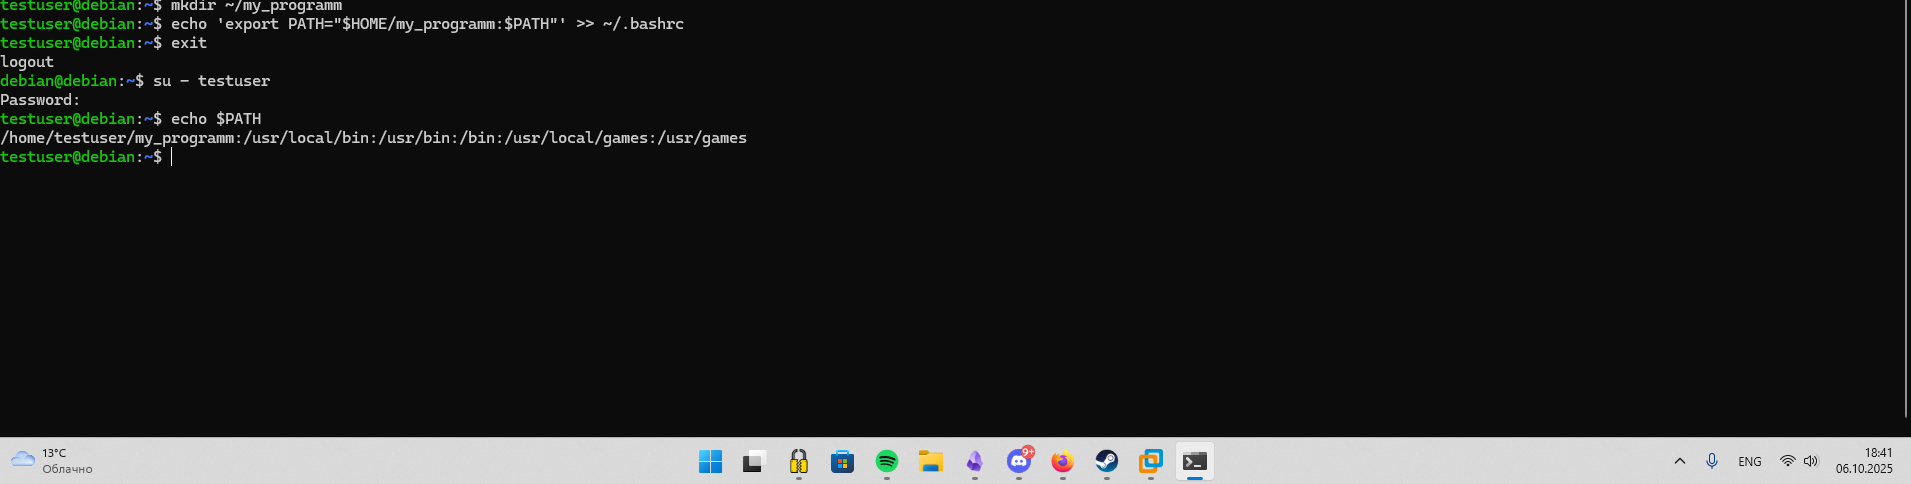 testuser@debian:~$ mkdir ~/my_programm
testuser@debian:~$ echo 'export PATH="$HOME/my_programm:$PATH"' >> ~/.bashrc
testuser@debian:~$ exit
logout
debian@debian:~$ su - testuser
Password:
testuser@debian:~$ echo $PATH
/home/testuser/my_programm:/usr/local/bin:/usr/bin:/bin:/usr/local/games:/usr/games
testuser@debian:~$
13°C
Облачно
9+
ENG
18:41
06.10.2025